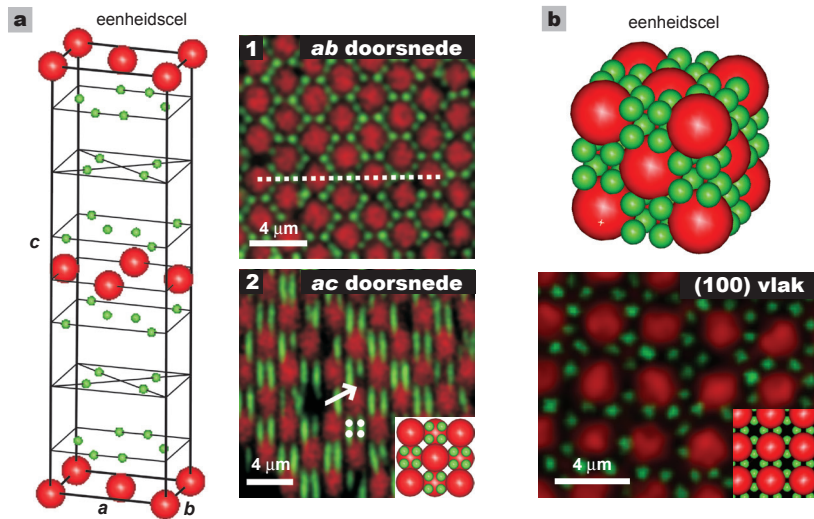 a
eenheidscel
c
a
b
1
ab doorsnede
4 μm
2
ac doorsnede
4 μm
b
eenheidscel
(100) vlak
4 μm